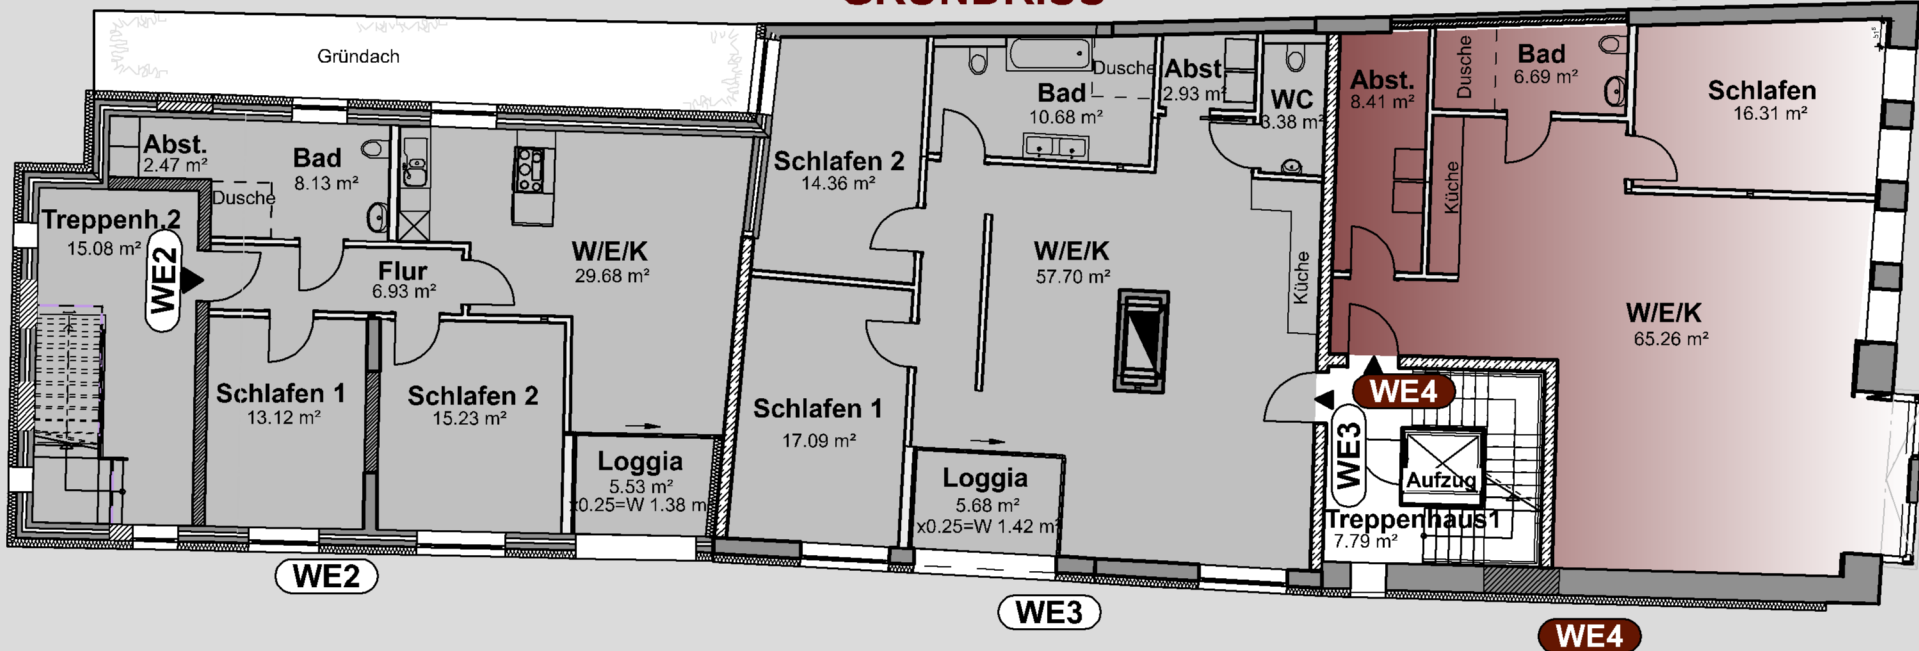 GRUNDRISS
Gründach
Abst.
2.47 m²
Bad
8.13 m²
Dusche
Treppenh.2
15.08 m²
WE2
Flur
6.93 m²
W/E/K
29.68 m²
Schlafen 1
13.12 m²
Schlafen 2
15.23 m²
Loggia
5.53 m²
x0.25=W 1.38 m
WE2
Schlafen 2
14.36 m²
Bad
10.68 m²
Dusche
Abst
2.93 m²
WC
3.38 m²
W/E/K
57.70 m²
Küche
Schlafen 1
17.09 m²
Loggia
5.68 m²
x0.25=W 1.42 m²
WE3
WE3
Abst.
8.41 m²
Dusche
Bad
6.69 m²
Schlafen
16.31 m²
Küche
W/E/K
65.26 m²
WE4
Aufzug
Treppenhaus1
7.79 m²
WE4